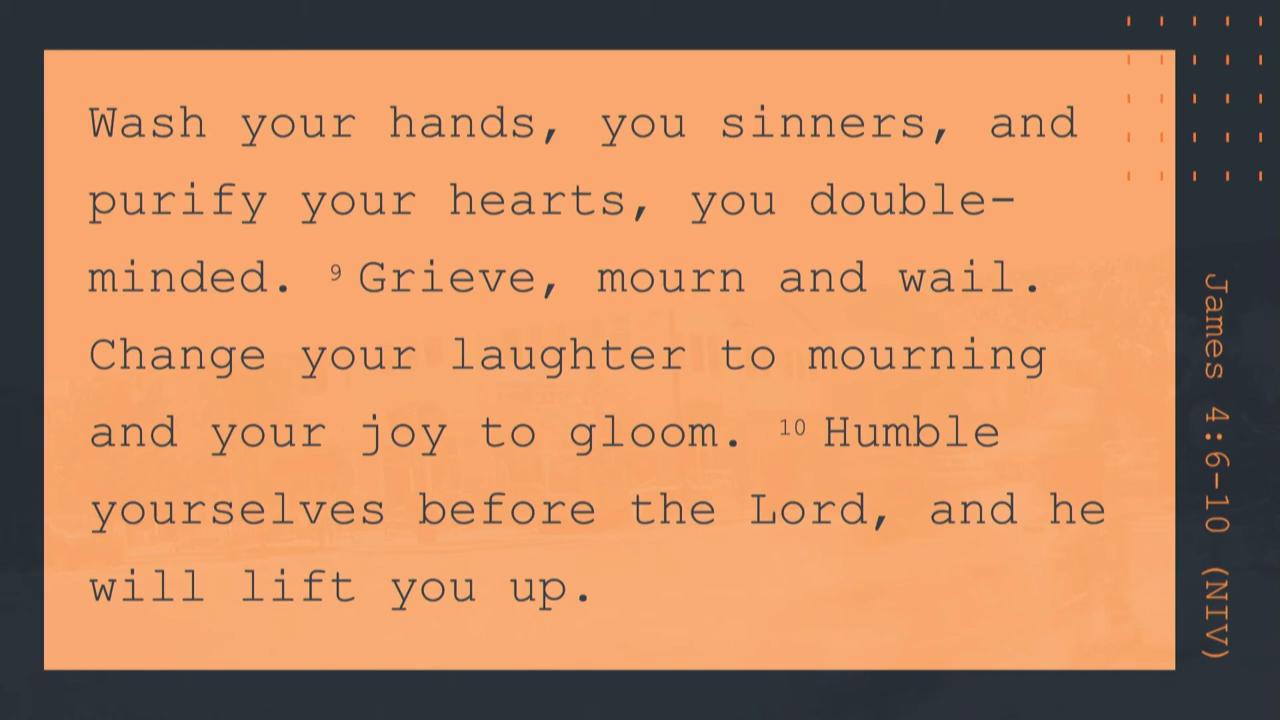 Wash your hands, you sinners, and
purify your hearts, you double-
minded. 9 Grieve, mourn and wail.
Change your laughter to mourning
and your joy to gloom. 10 Humble
yourselves before the Lord, and he
will lift you up.
James 4:6-10 (NIV)